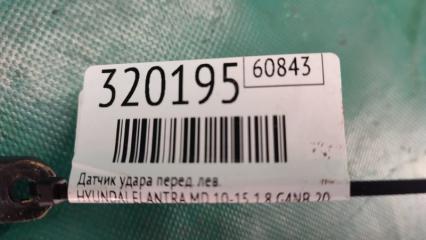 320195
60843
Датчик удара перед. лев.
HYUNDAI ELANTRA MD 10-15 1.8 G4NB 20